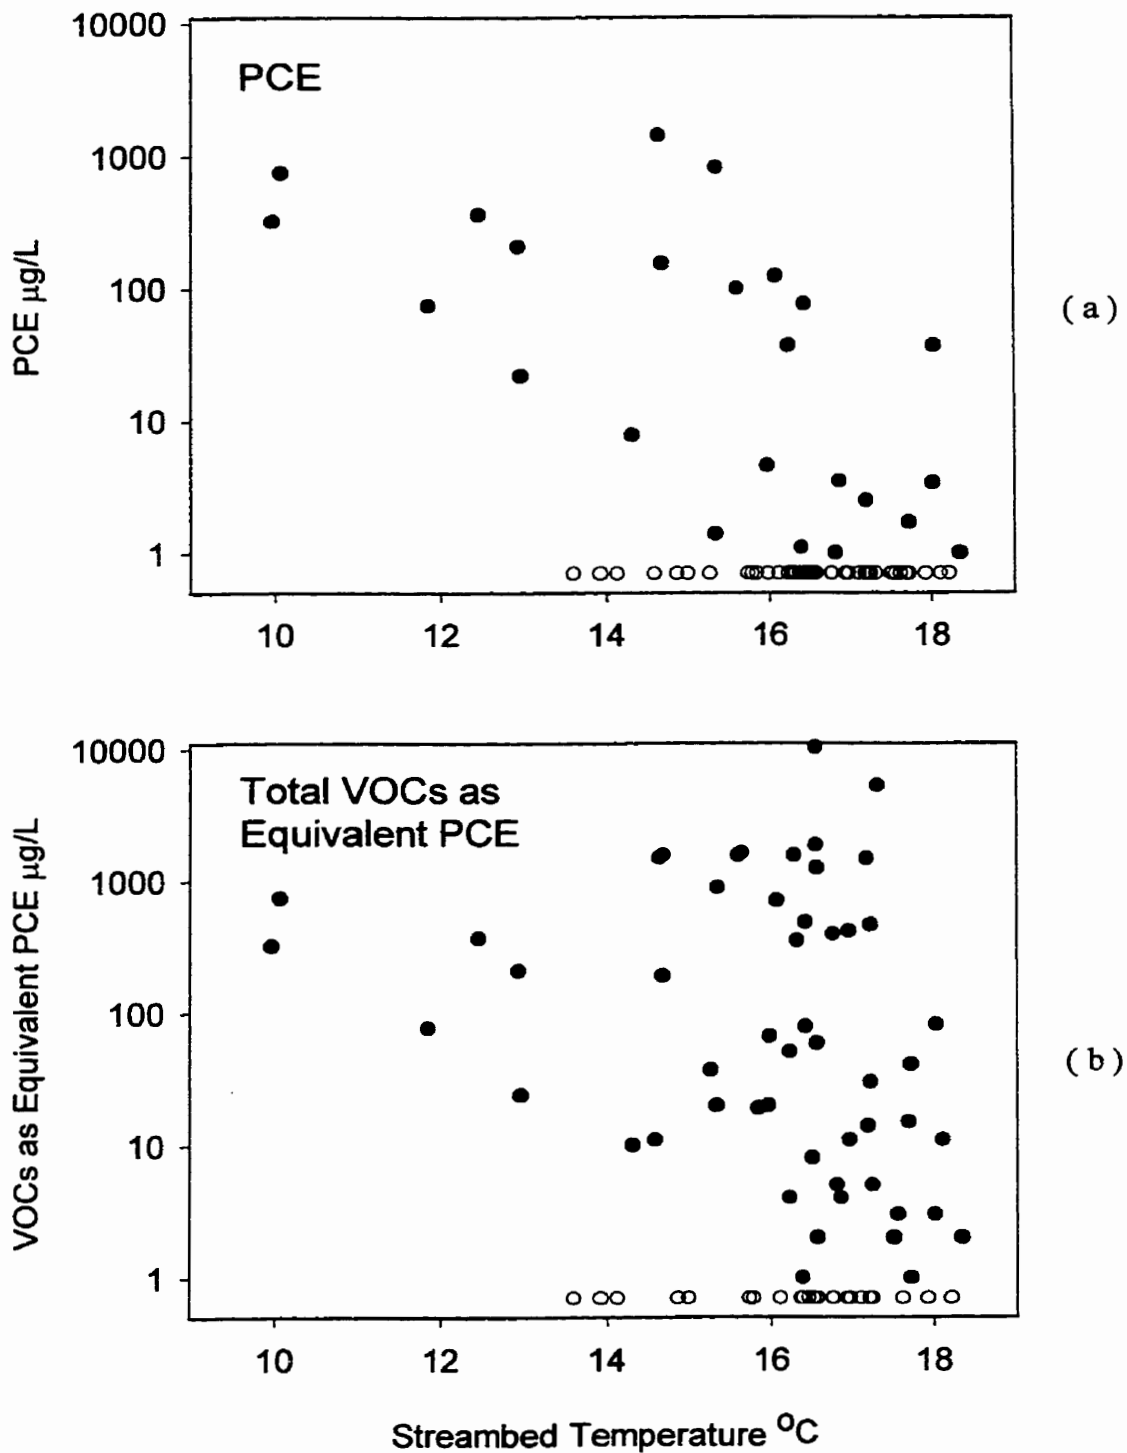 10000
PCE
1000
PCE μg/L
100
( a )
10
1
10 12 14 16 18
10000
Total VOCs as
Equivalent PCE
1000
VOCs as Equivalent PCE μg/L
100
( b )
10
1
10 12 14 16 18
Streambed Temperature ºC